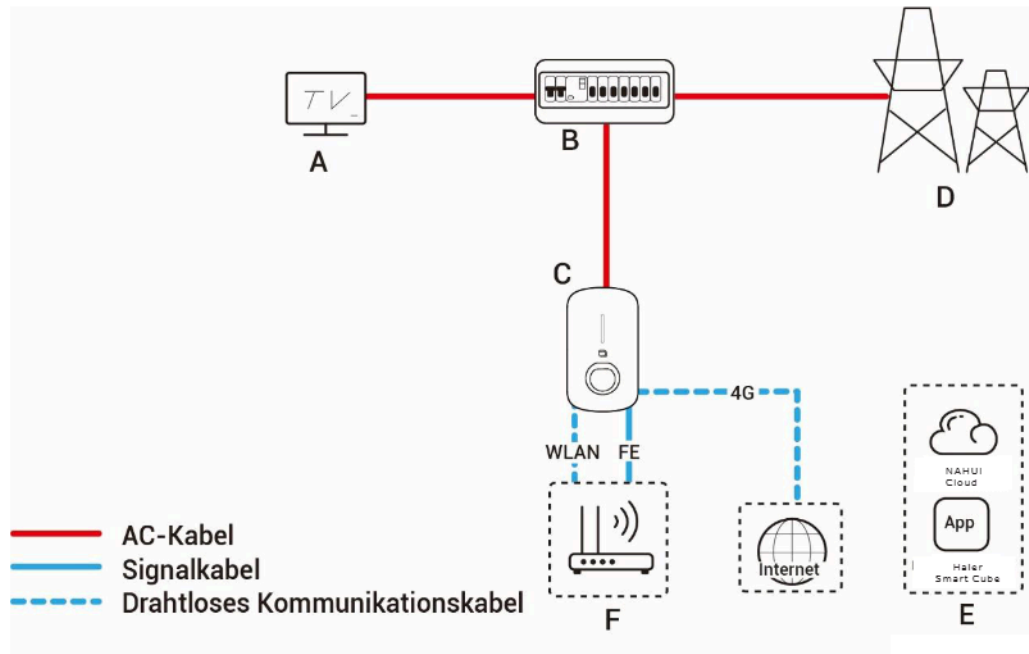 TV
A
B
D
C
4G
WLAN FE
NAHUI
Cloud
App
Haier
Smart Cube
Internet
E
F
AC-Kabel
Signalkabel
Drahtloses Kommunikationskabel